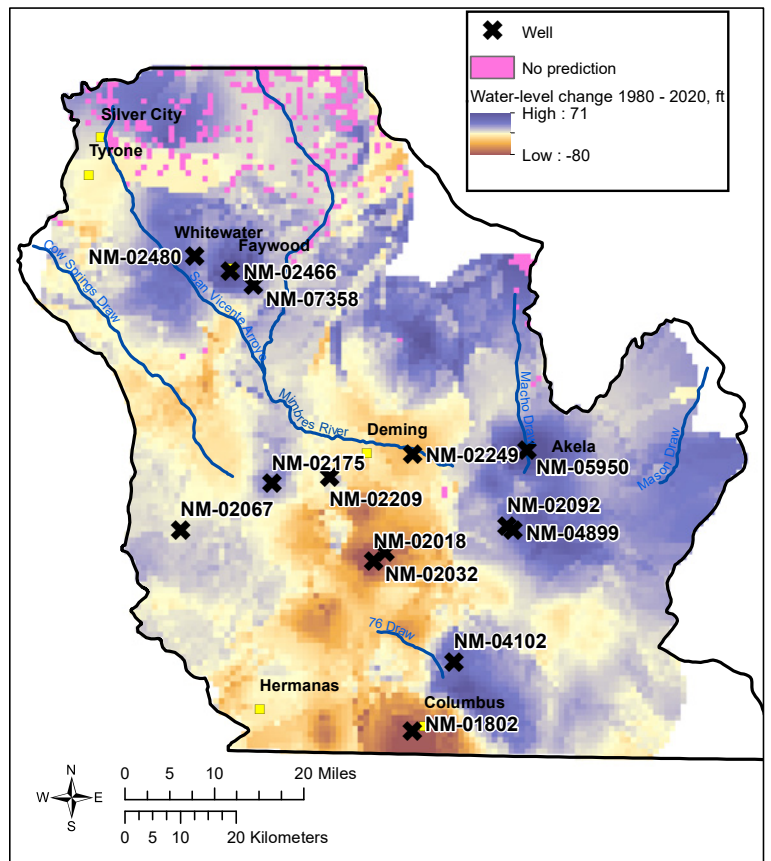 Well
No prediction
Water-level change 1980 - 2020, ft
High : 71
Low : -80
Silver City
Tyrone
Whitewater
Faywood
NM-02480
NM-02466
NM-07358
Cow Springs Draw
San Vicente Arroyo
Mimbres River
Macho Draw
Mason Draw
Deming
Akela
NM-02249
NM-05950
NM-02175
NM-02209
NM-02067
NM-02092
NM-04899
NM-02018
NM-02032
76 Draw
NM-04102
Hermanas
Columbus
NM-01802
N
W
E
S
0 5 10 20 Miles
0 5 10 20 Kilometers